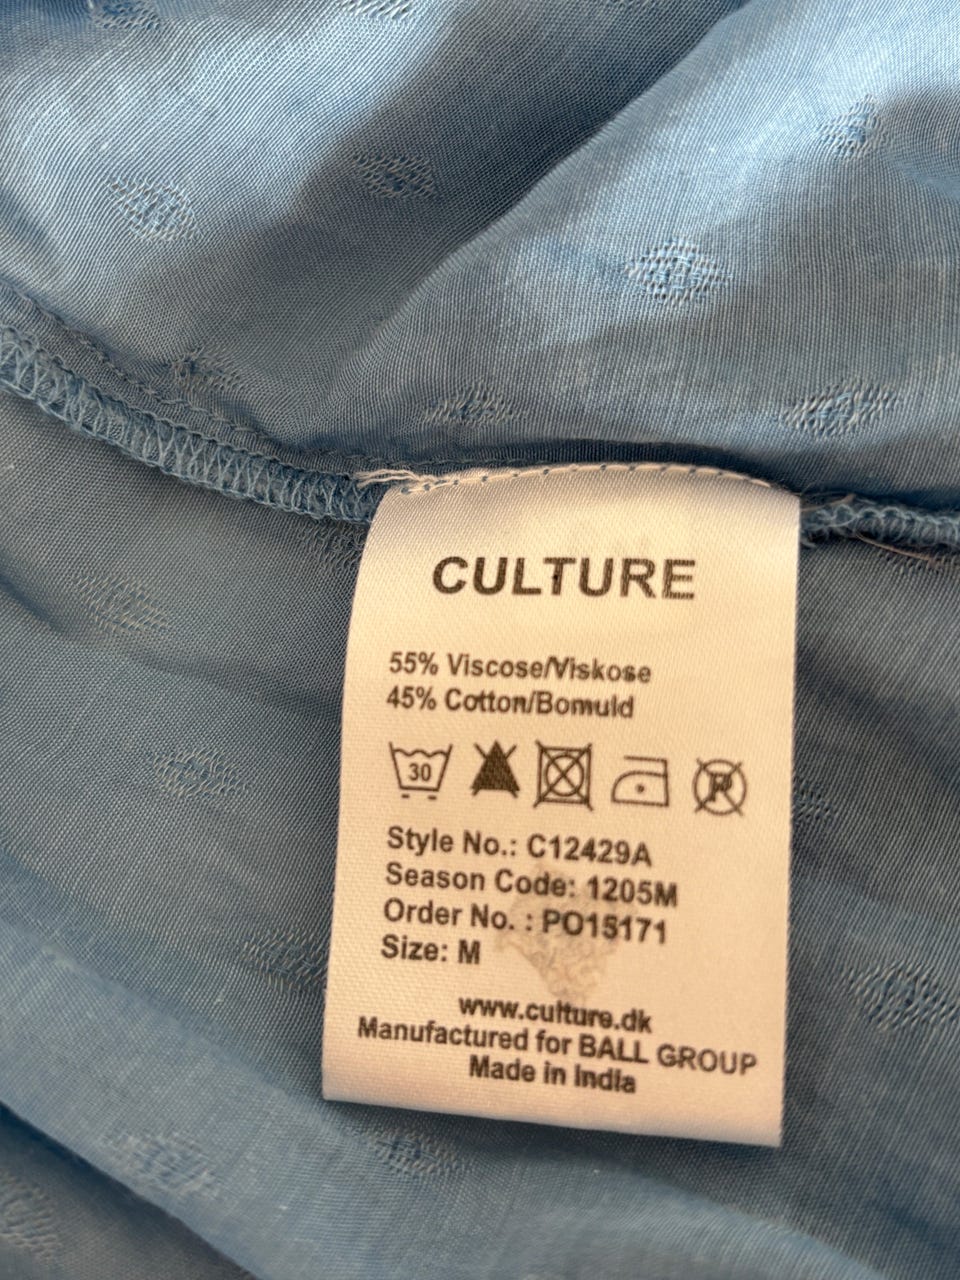 CULTURE
55% Viscose/Viskose
45% Cotton/Bomuld
30
P
Style No.: C12429A
Season Code: 1205M
Order No. : PO15171
Size: M
www.culture.dk
Manufactured for BALL GROUP
Made in India